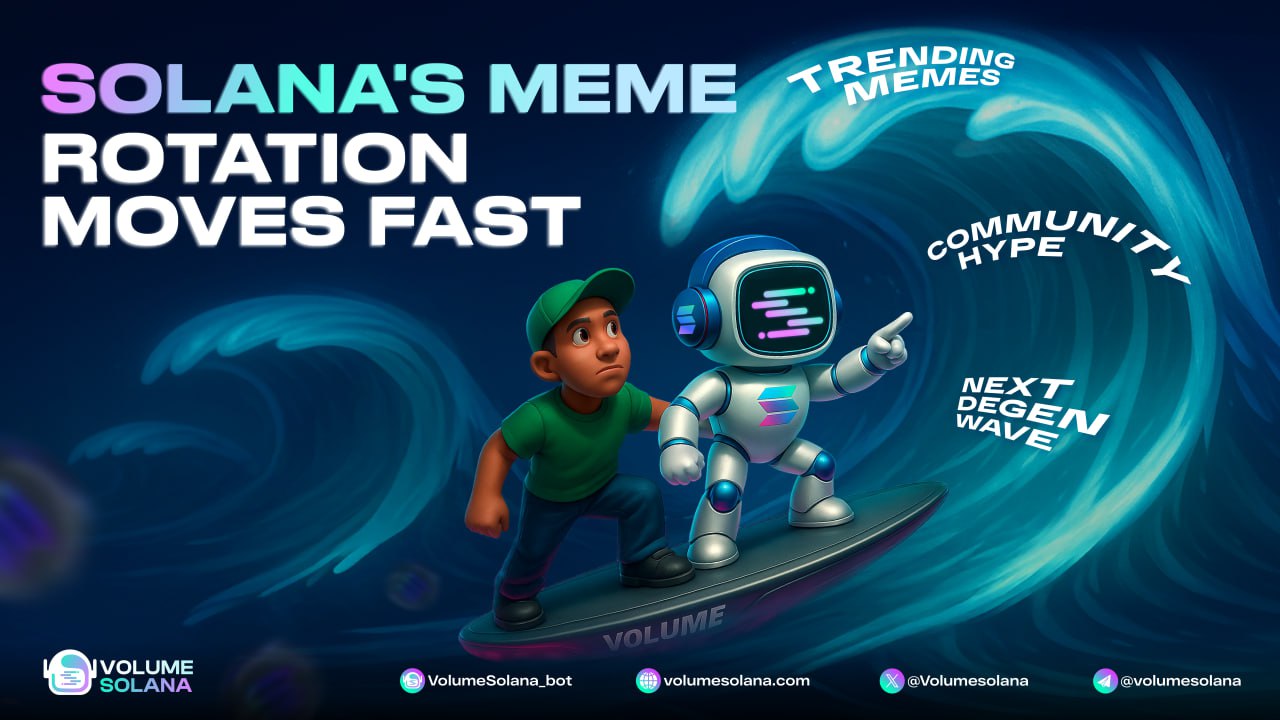 SOLANA'S MEME
ROTATION
MOVES FAST
TRENDING
MEMES
COMMUNITY
HYPE
NEXT
DEGEN
WAVE
VOLUME
VOLUME
SOLANA
VolumeSolana_bot
volumesolana.com
@Volumesolana
@volumesolana